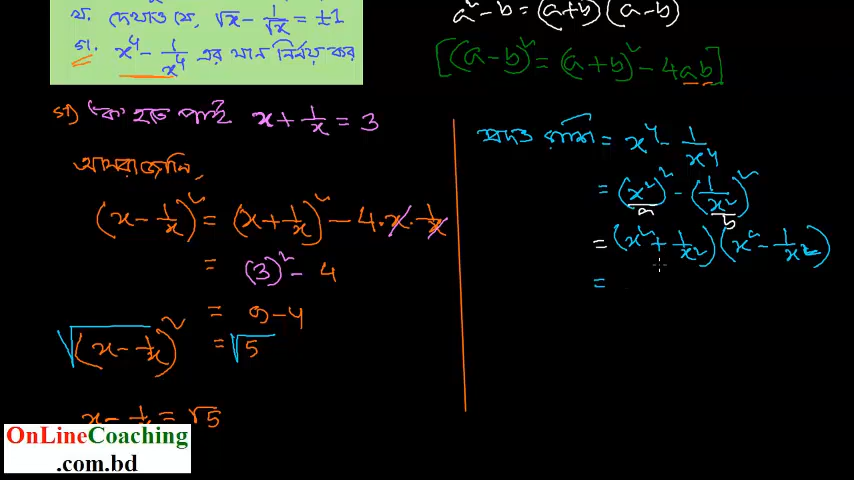 খ. দেখাও যে, √x - 1/√x = ±1
গ. x⁴ - 1/x⁴ এর মান নির্ণয় কর
a² - b = (a+b) (a-b)
[(a-b)² = (a+b)² - 4ab]
গ) 'ক' হতে পাই x + 1/x = 3
আমরা জানি,
(x - 1/x)² = (x + 1/x)² - 4·x·1/x
= (3)² - 4
= ৯-4
√(x - 1/x)² = √5
x - 1/x = √5
প্রদত্ত রাশি = x⁴ - 1/x⁴
= (x²)² - (1/x²)²
a b
= (x² + 1/x²) (x² - 1/x²)
=
OnLineCoaching
.com.bd